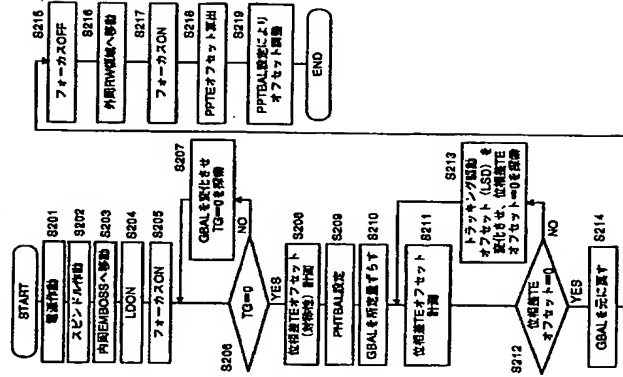 START
S201
電源作動
S202
スピンドル作動
S203
内周EMBOSSへ移動
S204
LDON
S205
フォーカスON
S206
TG=0
NO
YES
S207
GBALを変化させ
TG=0を探索
S208
位相差TEオフセット
(対称性)計測
S209
PHTBAL設定
S210
GBALを所定量ずらす
S211
位相差TEオフセット
計測
S212
位相差TE
オフセット=0
NO
YES
S213
トラッキング駆動
オフセット(LSD)を
変化させ、位相差TE
オフセット=0を探索
S214
GBALを元に戻す
S215
フォーカスOFF
S216
外周RW領域へ移動
S217
フォーカスON
S218
PPTEオフセット算出
S219
PPTBAL設定により
オフセット調整
END